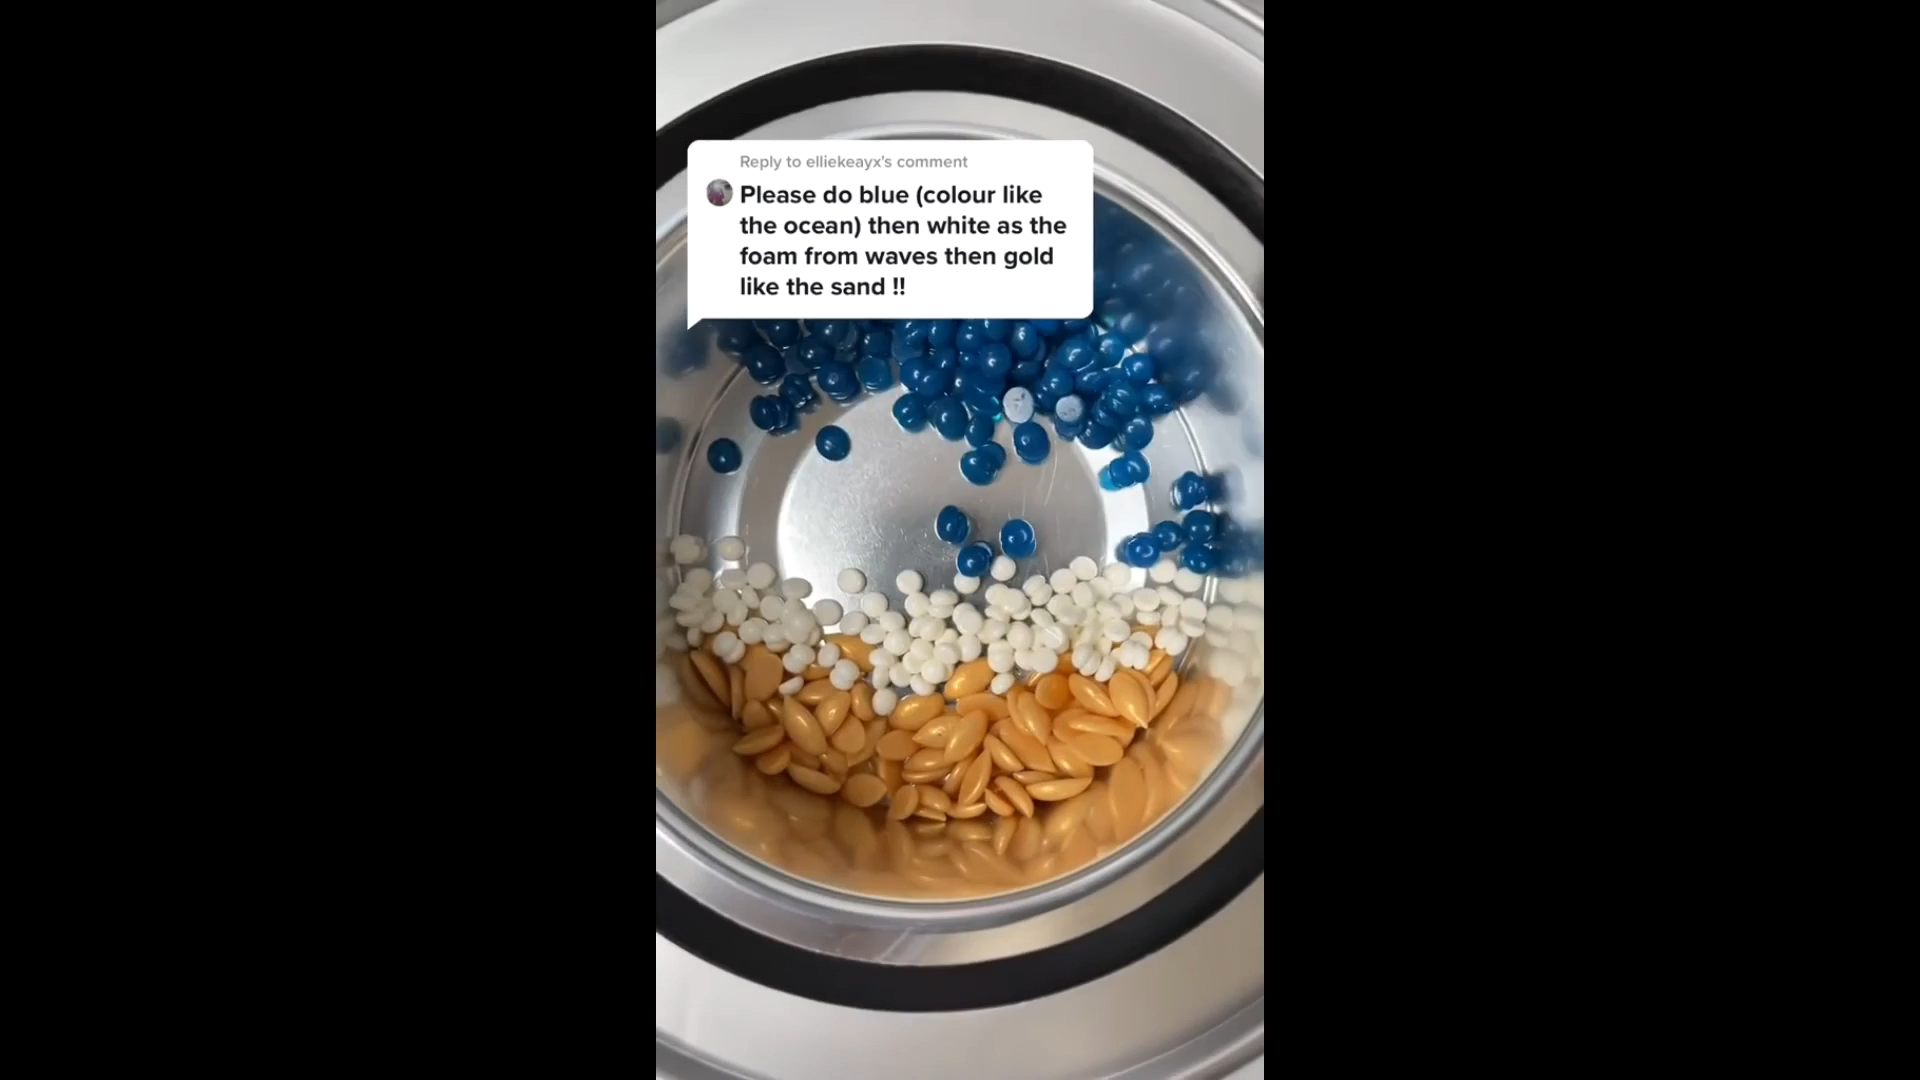 Reply to elliekeayx's comment
Please do blue (colour like
the ocean) then white as the
foam from waves then gold
like the sand !!